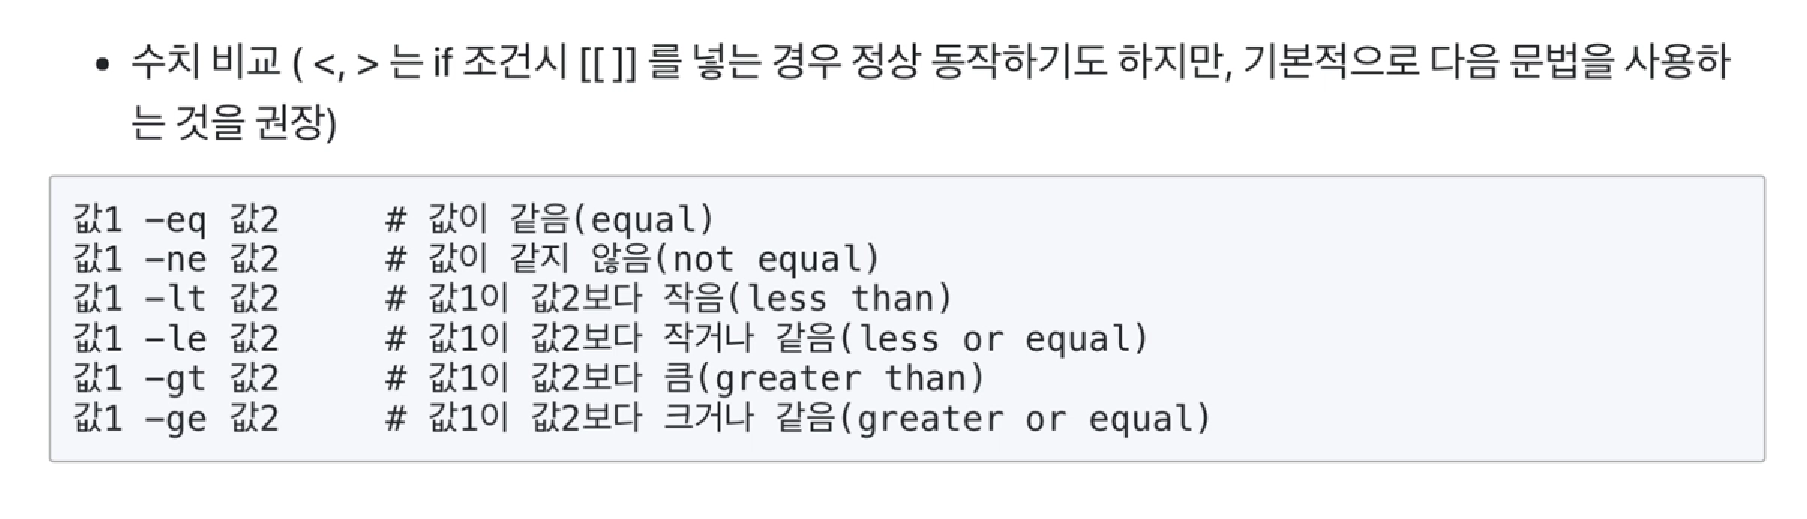 • 수치 비교 ( <, > 는 if 조건시 [[ ]] 를 넣는 경우 정상 동작하기도 하지만, 기본적으로 다음 문법을 사용하
는 것을 권장)
값1 -eq 값2     # 값이 같음(equal)
값1 -ne 값2     # 값이 같지 않음(not equal)
값1 -lt 값2     # 값1이 값2보다 작음(less than)
값1 -le 값2     # 값1이 값2보다 작거나 같음(less or equal)
값1 -gt 값2     # 값1이 값2보다 큼(greater than)
값1 -ge 값2     # 값1이 값2보다 크거나 같음(greater or equal)